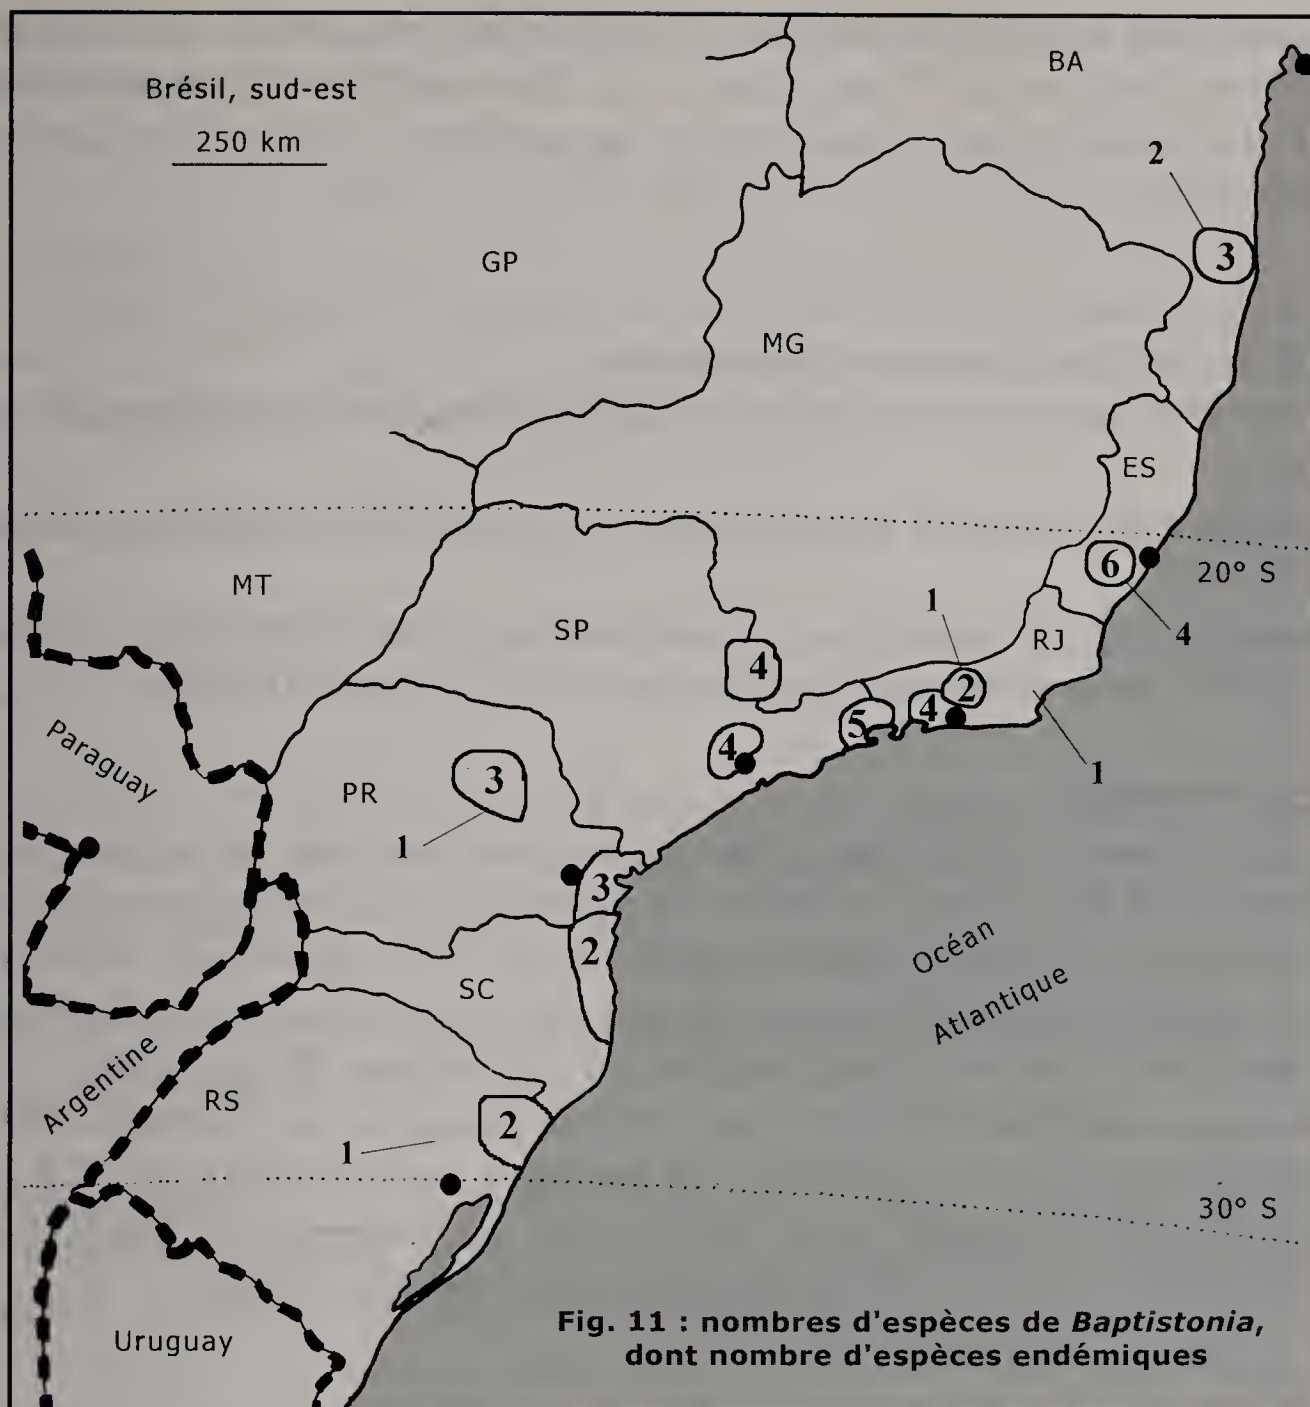 Brésil, sud-est
250 km
BA
2
3
GP
MG
ES
20° S
6
4
MT
SP
1
RJ
4
2
4
5
4
1
Paraguay
PR
3
1
3
2
Océan
Atlantique
SC
Argentine
RS
2
1
30° S
Uruguay
Fig. 11 : nombres d'espèces de Baptistonia,
dont nombre d'espèces endémiques